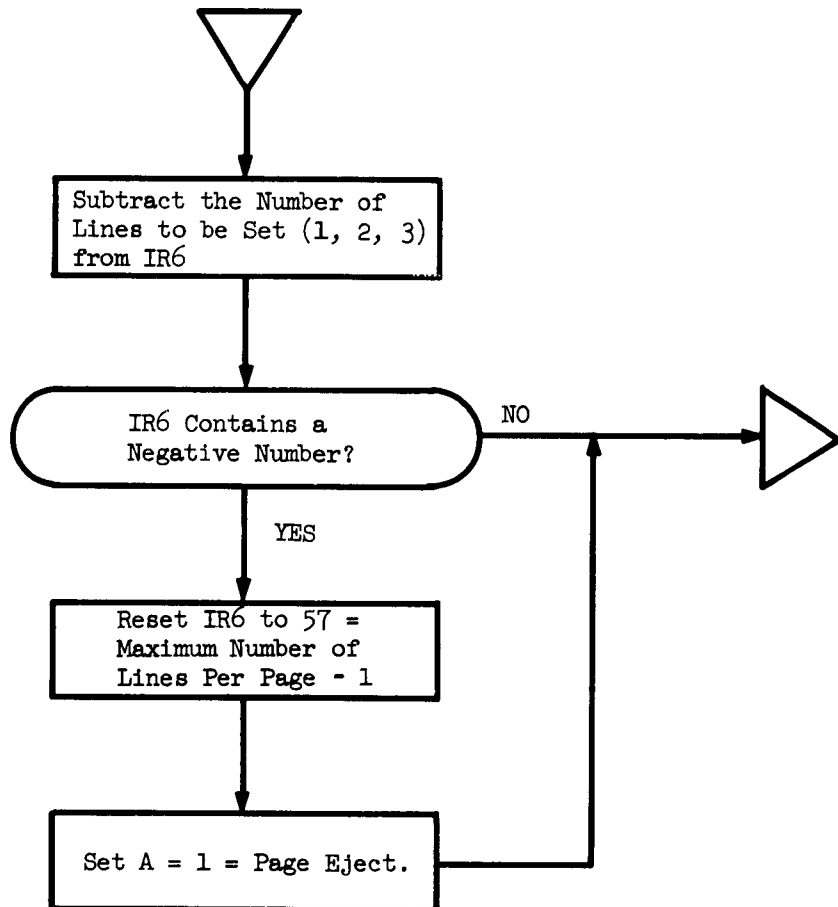 Subtract the Number of
Lines to be Set (1, 2, 3)
from IR6
IR6 Contains a
Negative Number?
NO
YES
Reset IR6 to 57 =
Maximum Number of
Lines Per Page - 1
Set A = 1 = Page Eject.